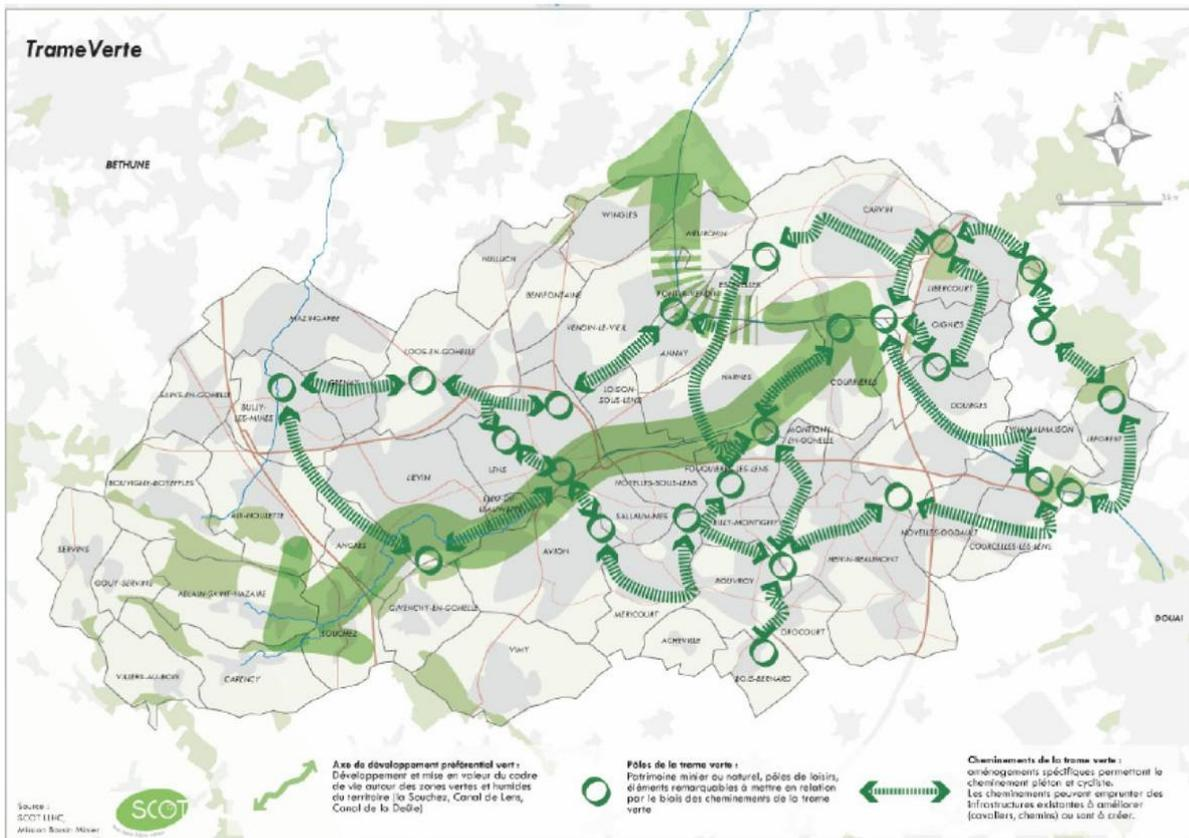 TrameVerte
BETHUNE
N
WINGLES
CARVIN
MEURCHIN
HULLUCH
BENIFONTAINE
LIBERCOURT
MAZINGARBE
VENDIN-LE-VIEIL
OIGNIES
LOOS-EN-GOHELLE
ANNAY
HARNES
COURRIERES
GRENAY
LOISON-
SOUS-LENS
SAINS-EN-GOHELLE
BULLY-
LES-MINES
DOURGES
MONTIGNY
EN-GOHELLE
LEFOREST
LENS
FOUQUIERES-LES-LENS
BOUVIGNY-BOYEFFLES
LIEVIN
NOYELLES-SOUS-LENS
SALLAUMINES
BILLY-MONTIGNY
AIX-NOULETTE
NOYELLES-GODAULT
ANGRES
AVION
COURCELLES-LES-LENS
SERVINS
HENIN-BEAUMONT
GOUY-SERVINS
ROUVROY
ABLAIN-SAINT-NAZAIRE
GIVENCHY-EN-GOHELLE
MERICOURT
DOUAI
SOUCHEZ
DROCOURT
ACHEVILLE
VIMY
VILLERS-AU-BOIS
CARENCY
BOIS-BERNARD
Axe de développement préférentiel vert :
Développement et mise en valeur du cadre
de vie autour des zones vertes et humides
du territoire (la Souchez, Canal de Lens,
Canal de la Deûle)
Pôles de la trame verte :
Patrimoine minier ou naturel, pôles de loisirs,
éléments remarquables à mettre en relation
par le biais des cheminements de la trame
verte
Cheminements de la trame verte :
aménagements spécifiques permettant le
cheminement piéton et cycliste.
Les cheminements peuvent emprunter des
infrastructures existantes à améliorer
(cavaliers, chemins) ou sont à créer.
Source :
SCOT LLHC,
Mission Bassin Minier
SCOT